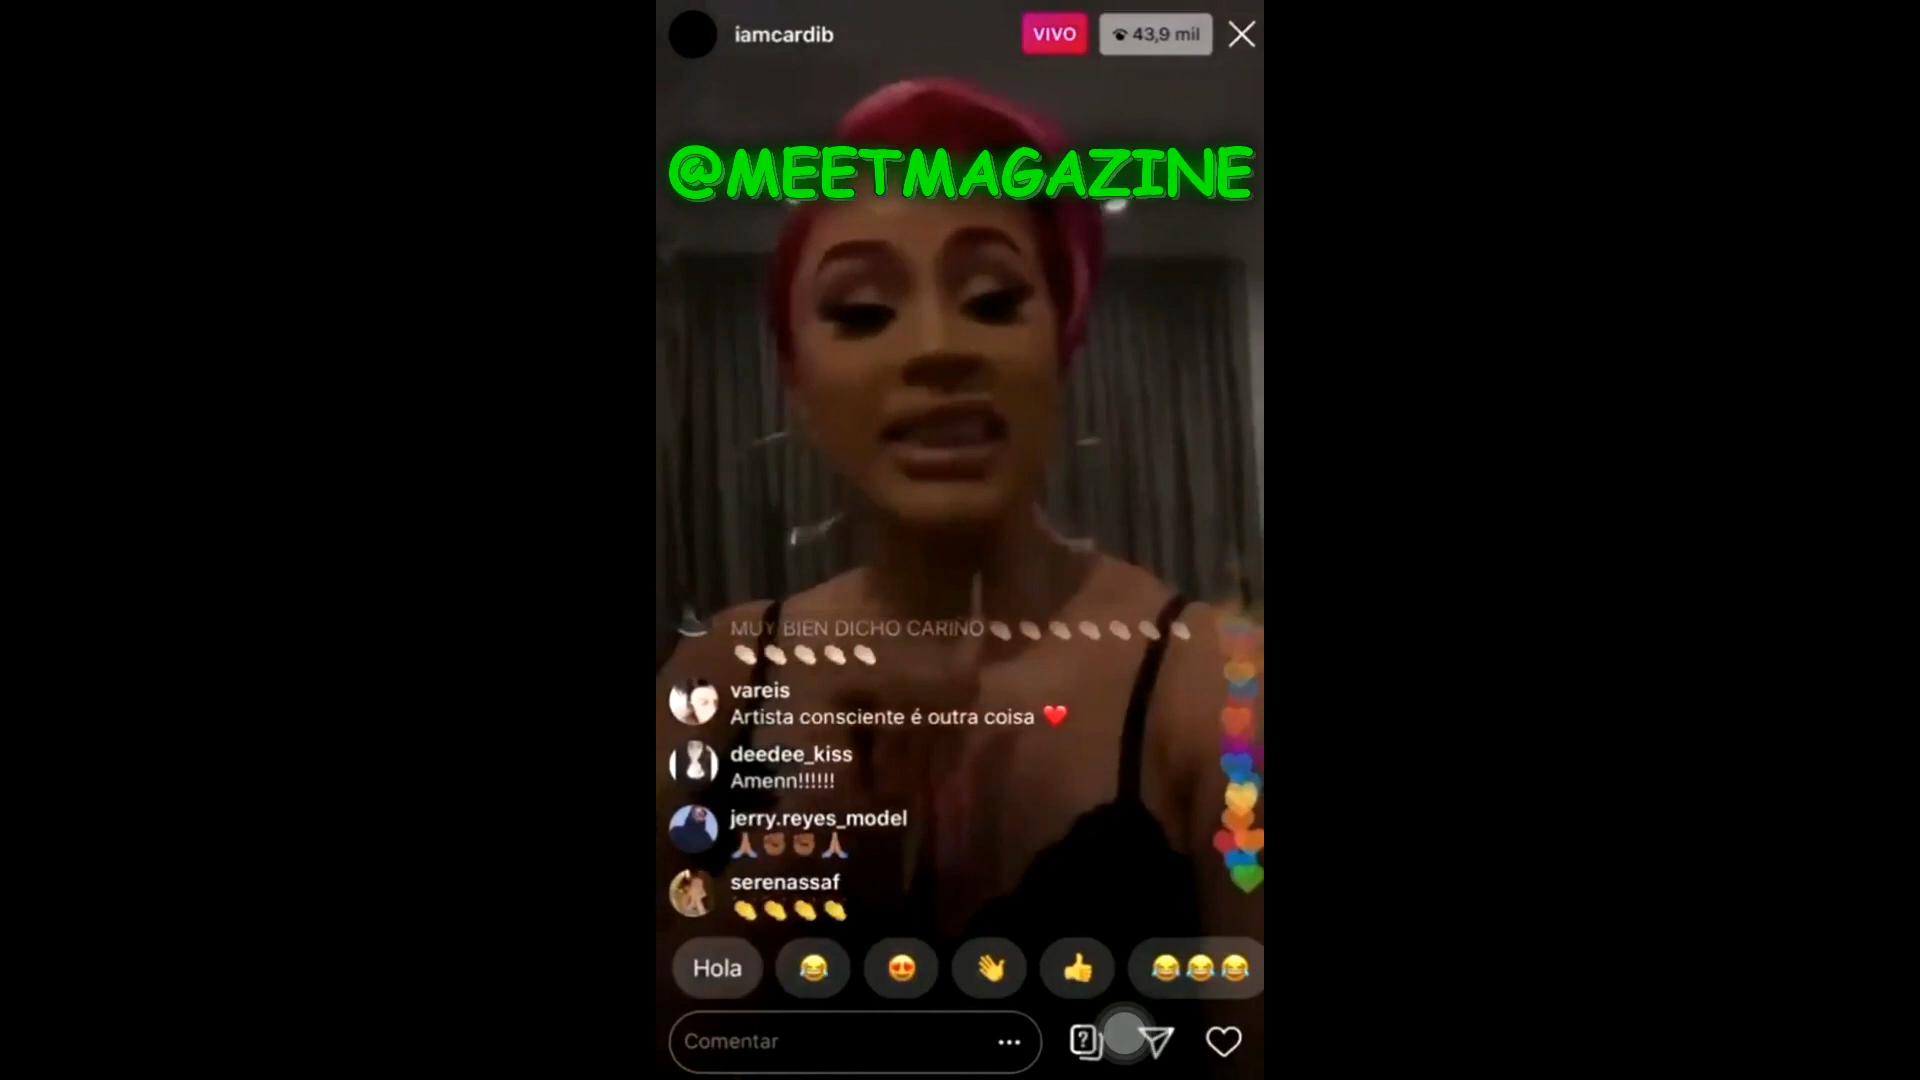 iamcardib
VIVO
43,9 mil
@MEETMAGAZINE
MUY BIEN DICHO CARIÑO
vareis
Artista consciente é outra coisa
deedee_kiss
Amenn!!!!!!
jerry.reyes_model
serenassaf
Hola
Comentar